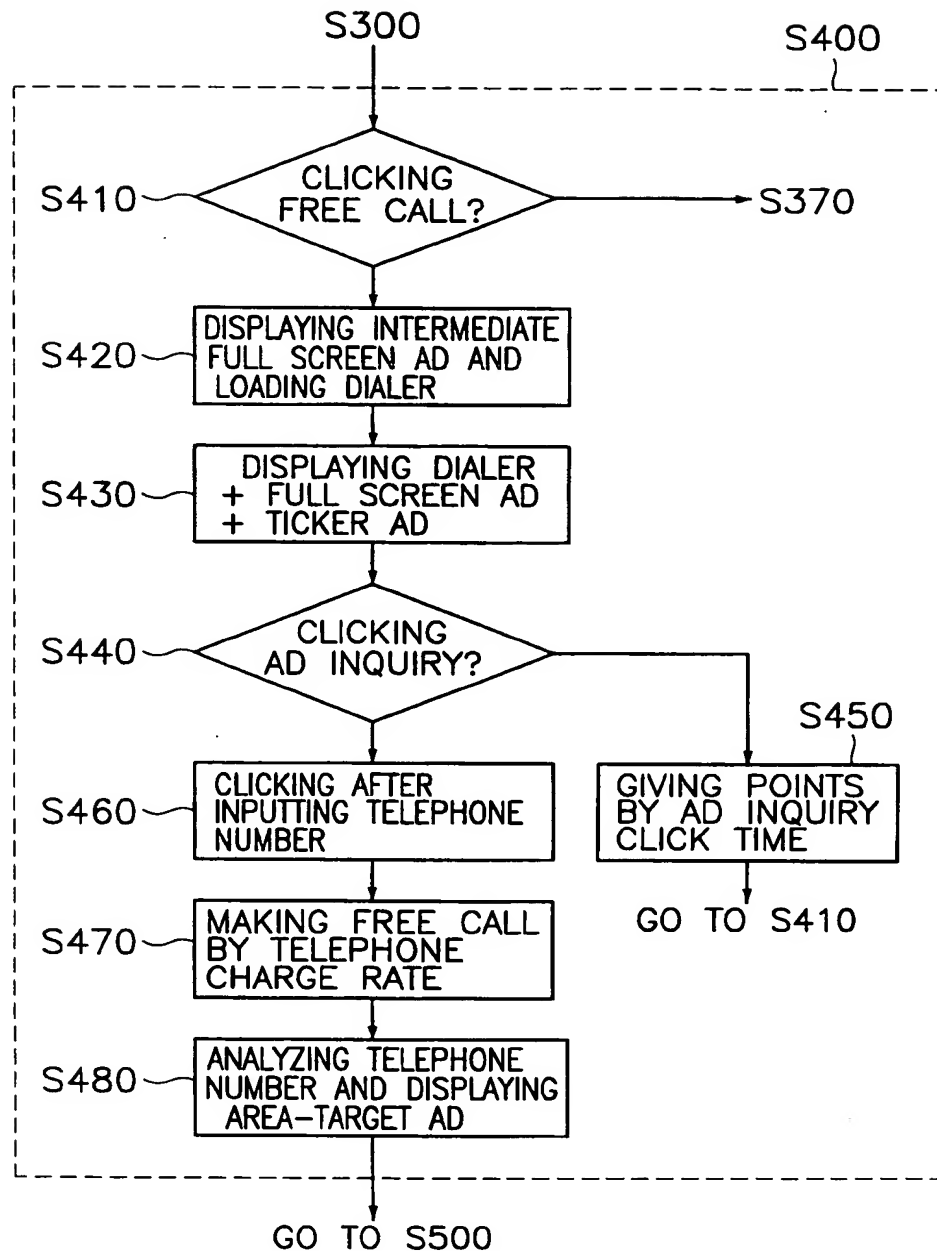 S300
S400
S410
CLICKING
FREE CALL?
S370
S420
DISPLAYING INTERMEDIATE
FULL SCREEN AD AND
LOADING DIALER
S430
DISPLAYING DIALER
+ FULL SCREEN AD
+ TICKER AD
S440
CLICKING
AD INQUIRY?
S450
GIVING POINTS
BY AD INQUIRY
CLICK TIME
GO TO S410
S460
CLICKING AFTER
INPUTTING TELEPHONE
NUMBER
S470
MAKING FREE CALL
BY TELEPHONE
CHARGE RATE
S480
ANALYZING TELEPHONE
NUMBER AND DISPLAYING
AREA-TARGET AD
GO TO S500